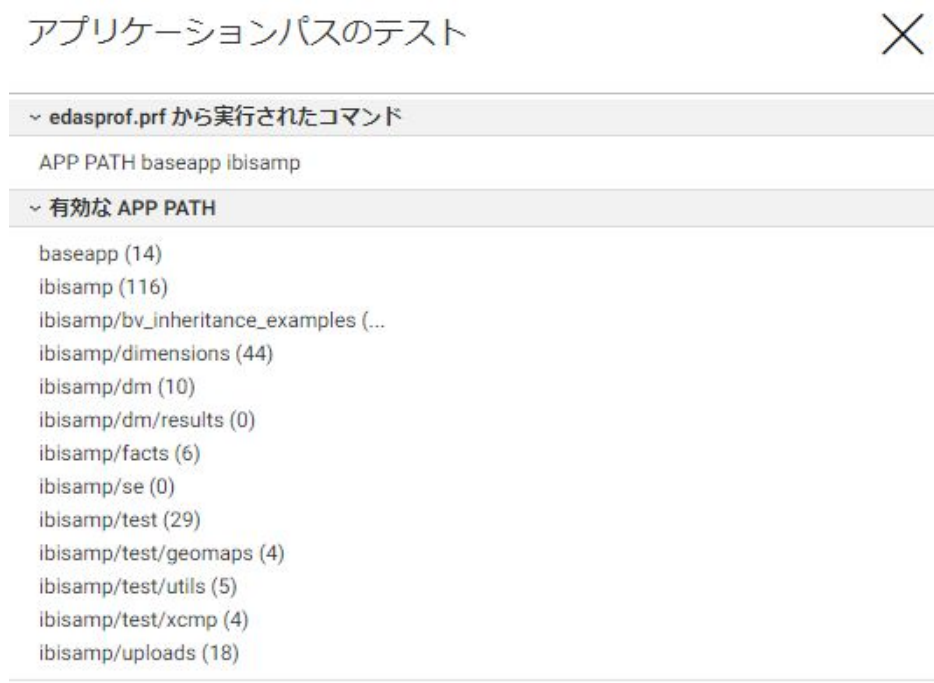 アプリケーションパスのテスト
edasprof.prf から実行されたコマンド
APP PATH baseapp ibisamp
有効な APP PATH
baseapp (14)
ibisamp (116)
ibisamp/bv_inheritance_examples (...
ibisamp/dimensions (44)
ibisamp/dm (10)
ibisamp/dm/results (0)
ibisamp/facts (6)
ibisamp/se (0)
ibisamp/test (29)
ibisamp/test/geomaps (4)
ibisamp/test/utils (5)
ibisamp/test/xcmp (4)
ibisamp/uploads (18)